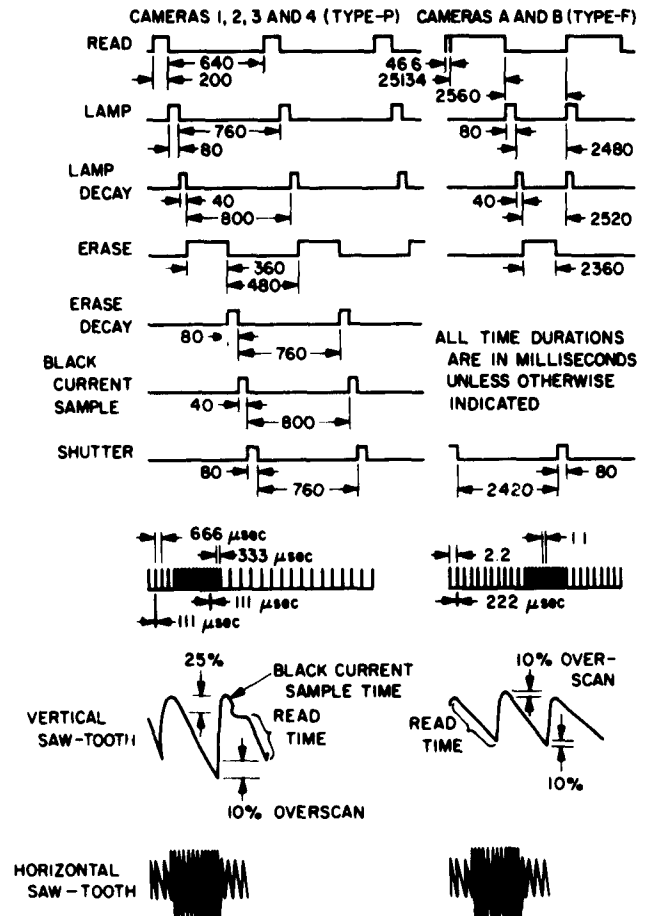 CAMERAS 1, 2, 3 AND 4 (TYPE-P) CAMERAS A AND B (TYPE-F)
READ
640
200
46 6
25134
2560
LAMP
760
80
80
2480
LAMP
DECAY
40
800
40
2520
ERASE
360
480
2360
ERASE
DECAY
80
760
ALL TIME DURATIONS
ARE IN MILLISECONDS
UNLESS OTHERWISE
INDICATED
BLACK
CURRENT
SAMPLE
40
800
SHUTTER
80
760
80
2420
666 μsec
333 μsec
111 μsec
111 μsec
1 1
2.2
222 μsec
25%
BLACK CURRENT
SAMPLE TIME
VERTICAL
SAW-TOOTH
READ
TIME
10% OVERSCAN
10% OVER-
SCAN
READ
TIME
10%
HORIZONTAL
SAW-TOOTH